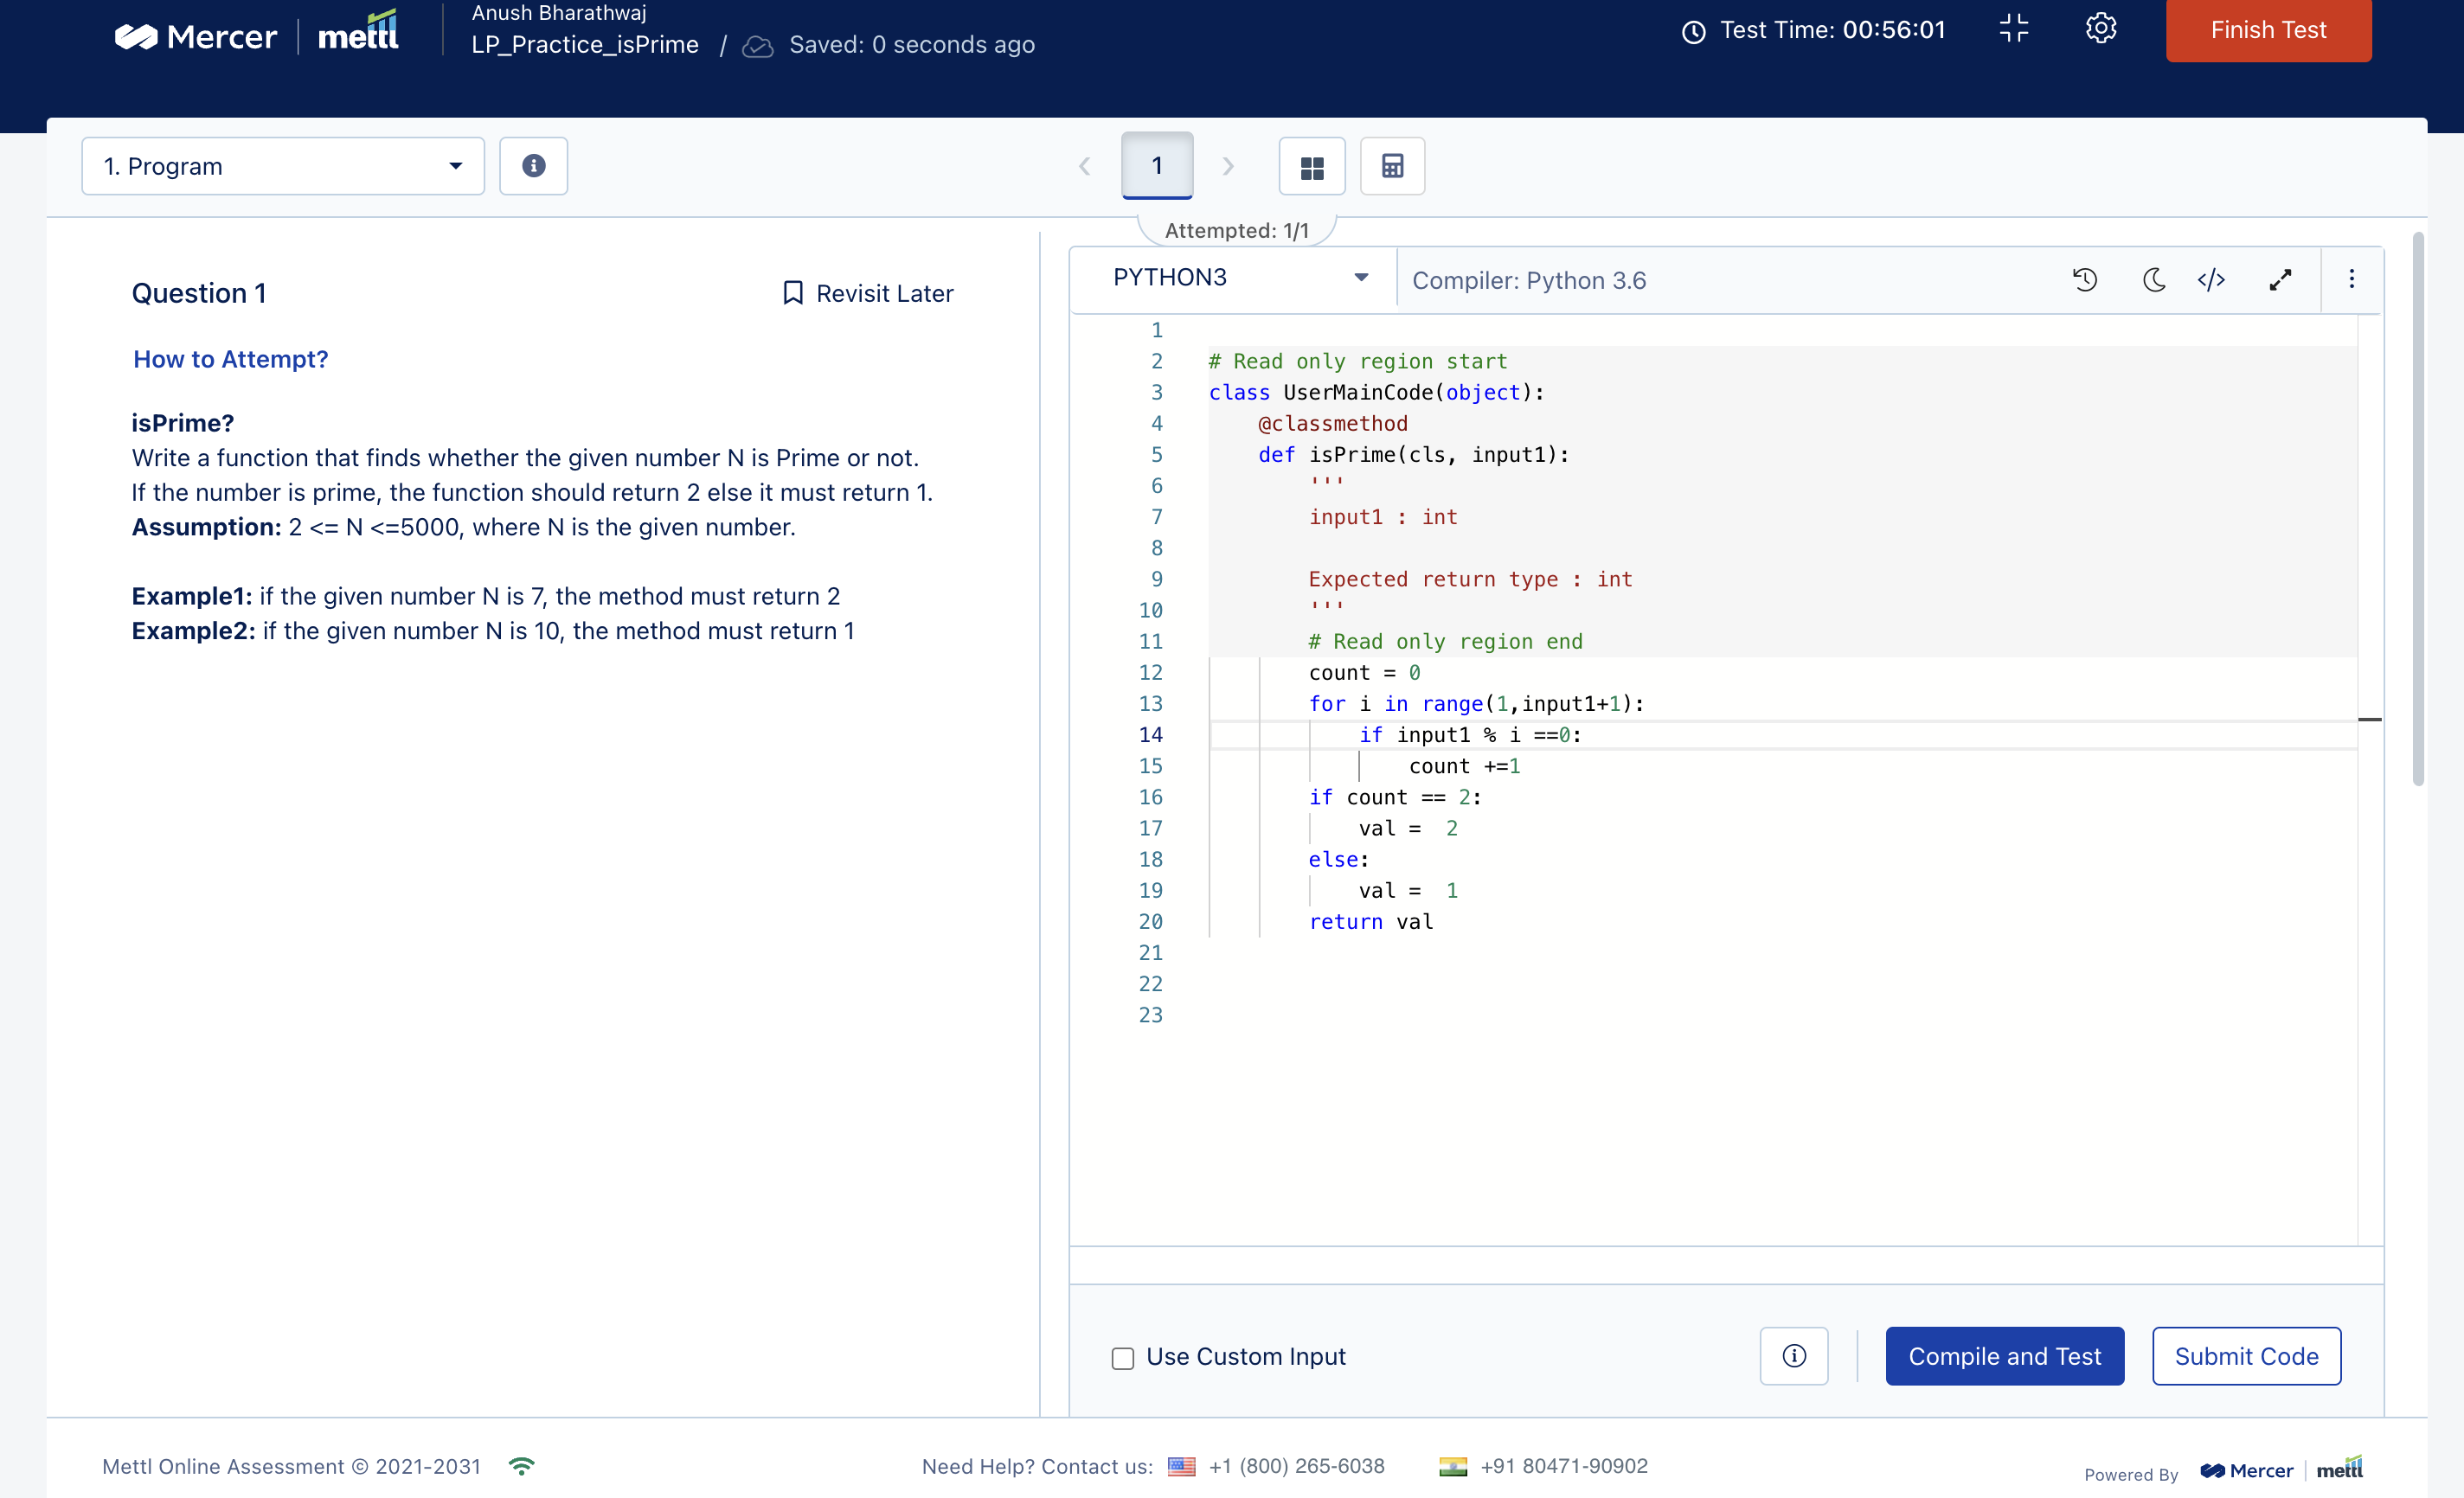 Mercer | mettl
Anush Bharathwaj
LP_Practice_isPrime / Saved: 0 seconds ago
Test Time: 00:56:01
Finish Test
1. Program
1
Attempted: 1/1
Question 1
Revisit Later
How to Attempt?
isPrime?
Write a function that finds whether the given number N is Prime or not.
If the number is prime, the function should return 2 else it must return 1.
Assumption: 2 <= N <=5000, where N is the given number.
Example1: if the given number N is 7, the method must return 2
Example2: if the given number N is 10, the method must return 1
PYTHON3
Compiler: Python 3.6
1
2 # Read only region start
3 class UserMainCode(object):
4     @classmethod
5     def isPrime(cls, input1):
6         '''
7         input1 : int
8
9         Expected return type : int
10         '''
11         # Read only region end
12         count = 0
13         for i in range(1,input1+1):
14             if input1 % i ==0:
15                 count +=1
16         if count == 2:
17             val =  2
18         else:
19             val =  1
20         return val
21
22
23
Use Custom Input
Compile and Test
Submit Code
Mettl Online Assessment © 2021-2031
Need Help? Contact us: +1 (800) 265-6038 +91 80471-90902
Powered By Mercer | mettl